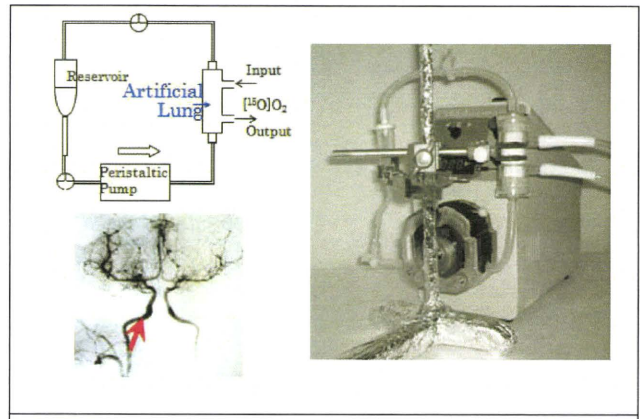 Reservoir
Input
Artificial
Lung
[¹⁵O]O₂
Output
Peristaltic
Pump